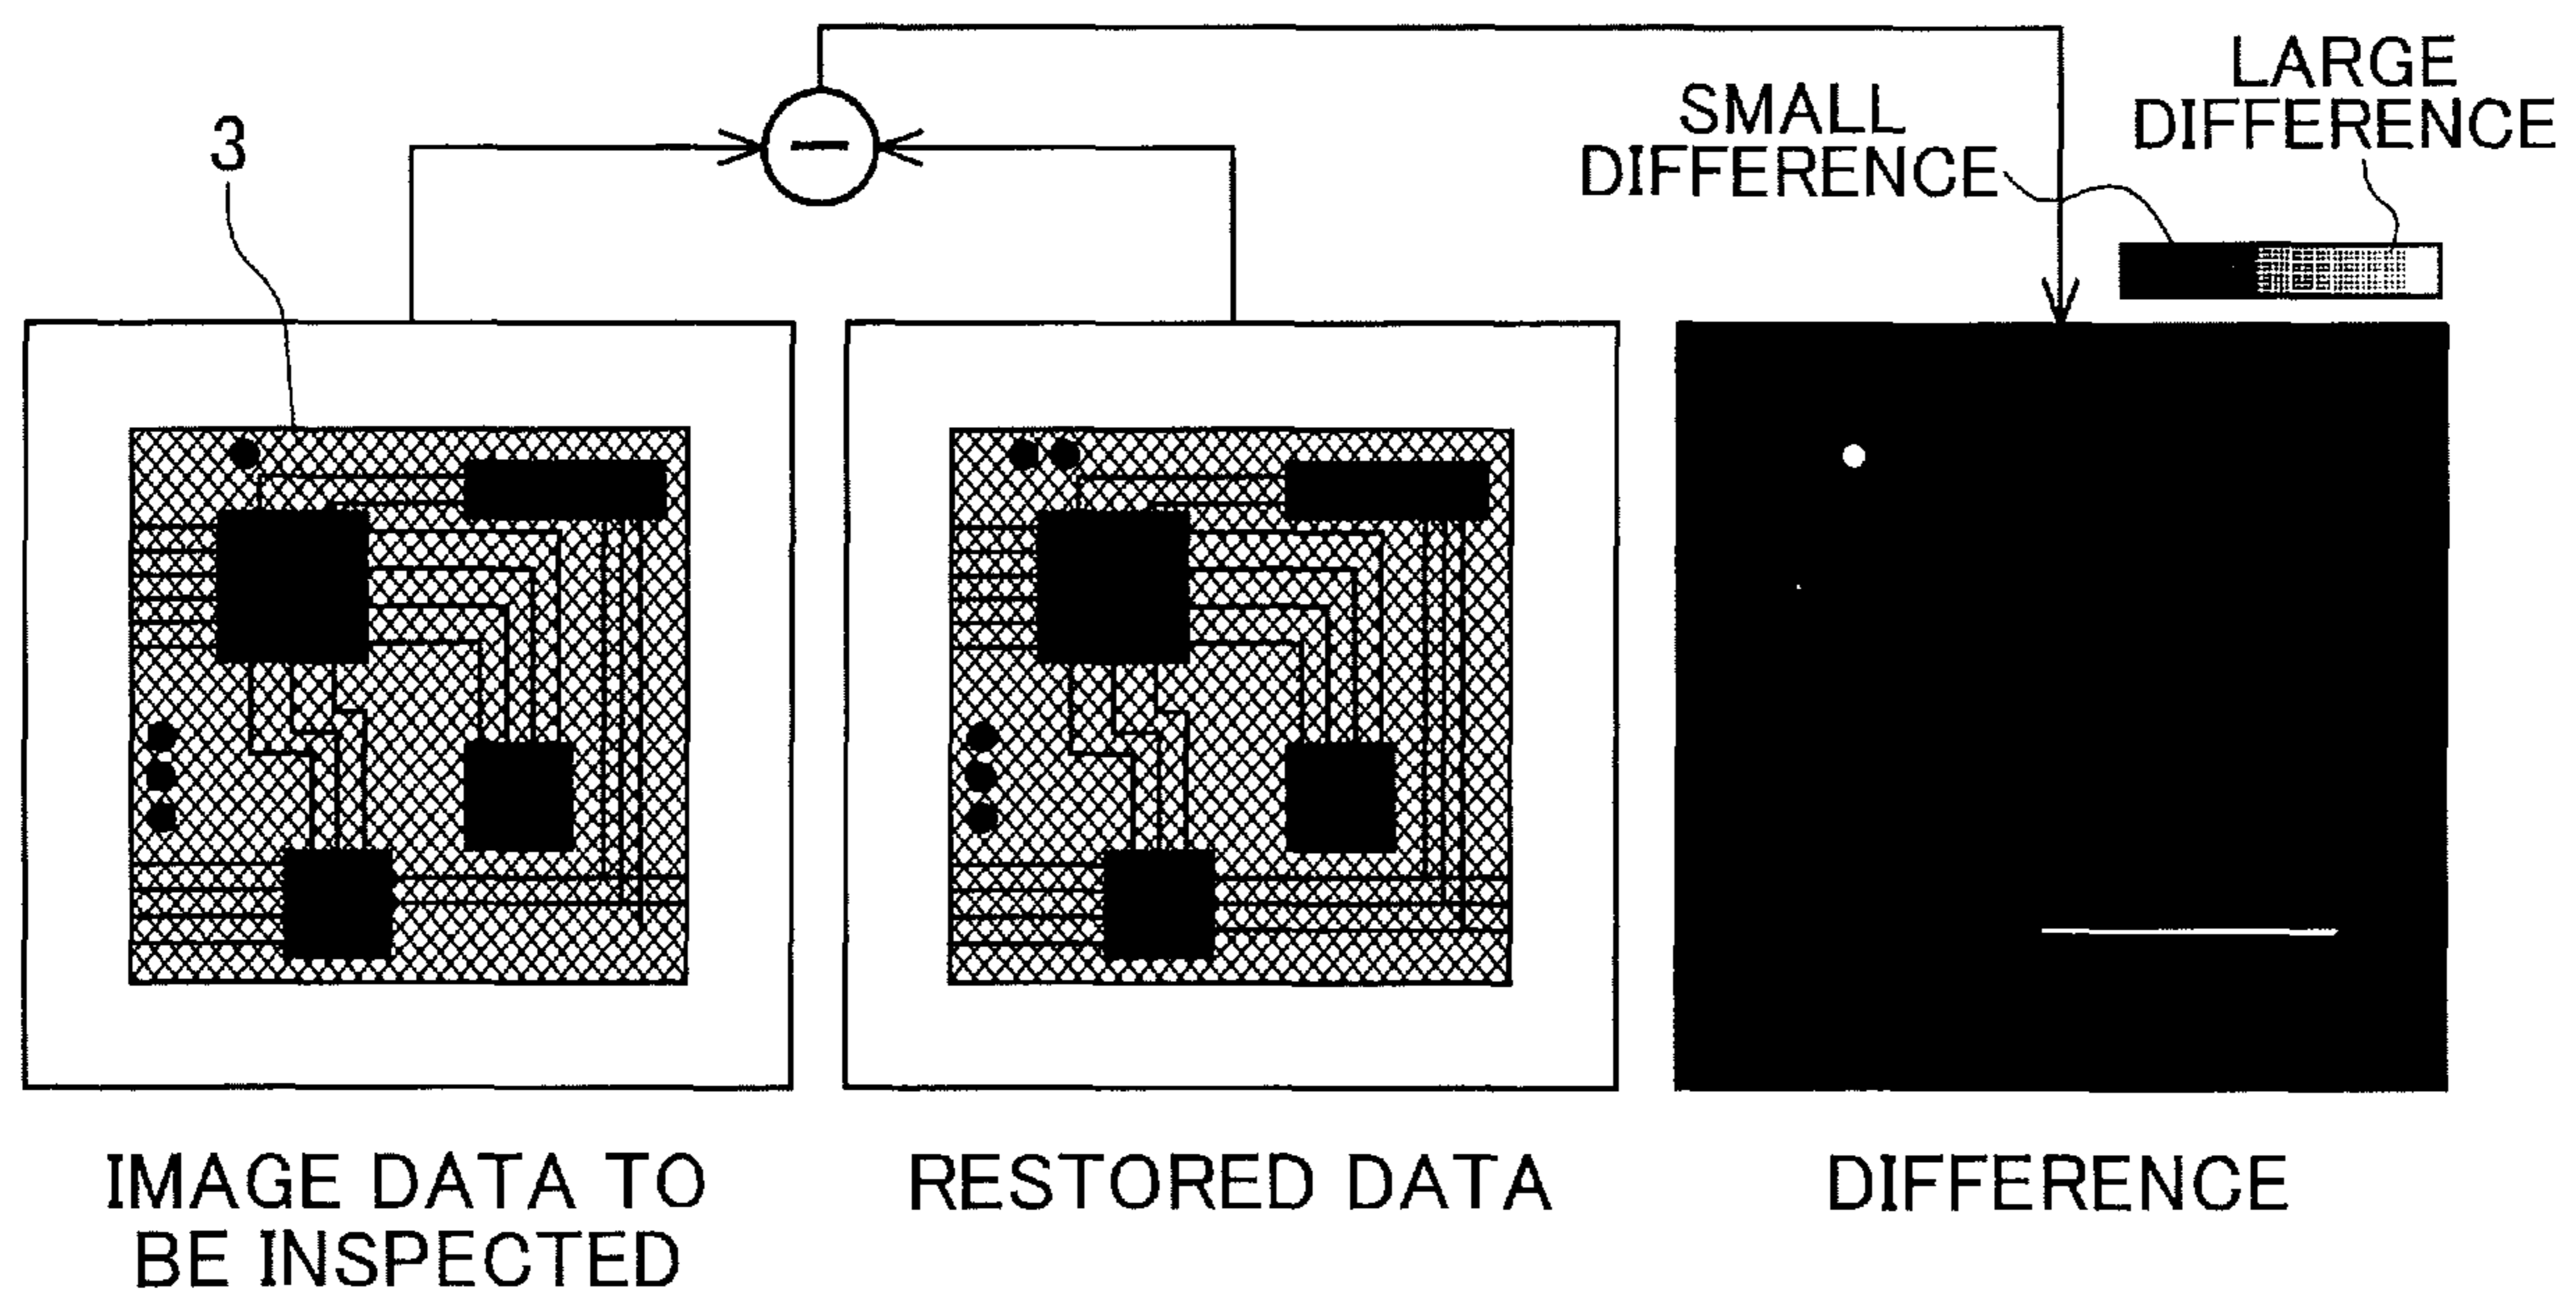 3
SMALL
DIFFERENCE
LARGE
DIFFERENCE
IMAGE DATA TO
BE INSPECTED
RESTORED DATA
DIFFERENCE